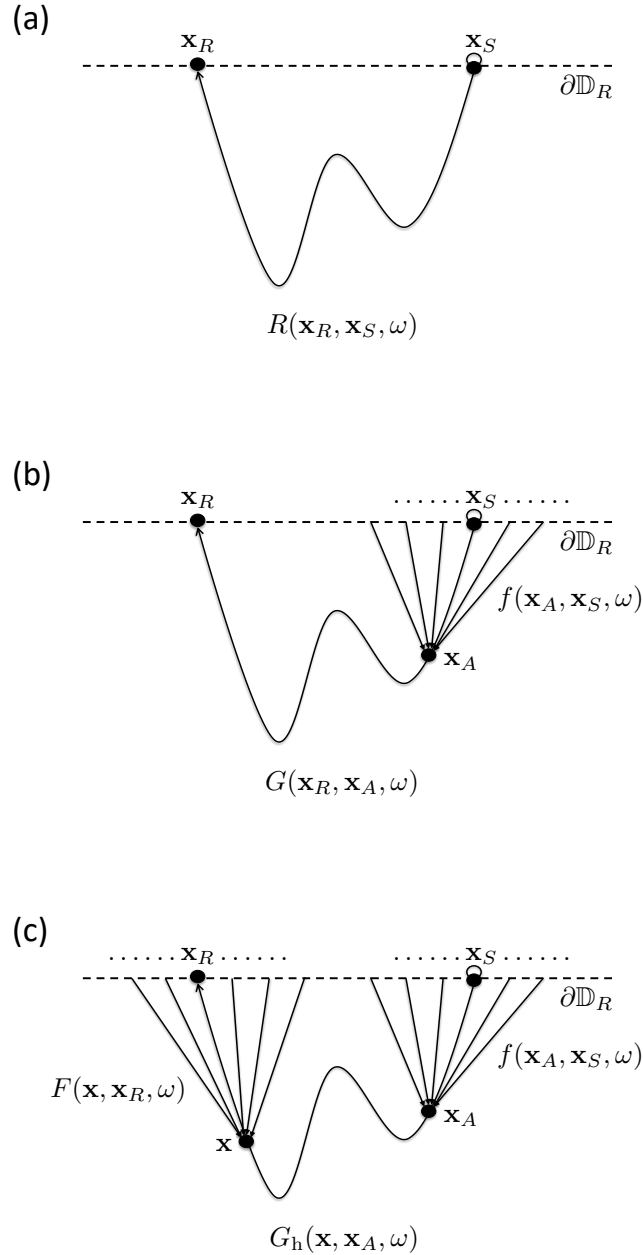 (a)
x_R x_S
∂𝔻_R
R(x_R, x_S, ω)
(b)
x_R ......x_S......
∂𝔻_R
f(x_A, x_S, ω)
x_A
G(x_R, x_A, ω)
(c)
......x_R...... ......x_S......
∂𝔻_R
F(x, x_R, ω) f(x_A, x_S, ω)
x_A
x
G_h(x, x_A, ω)